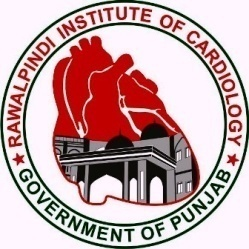 RAWALPINDI INSTITUTE OF CARDIOLOGY
GOVERNMENT OF PUNJAB